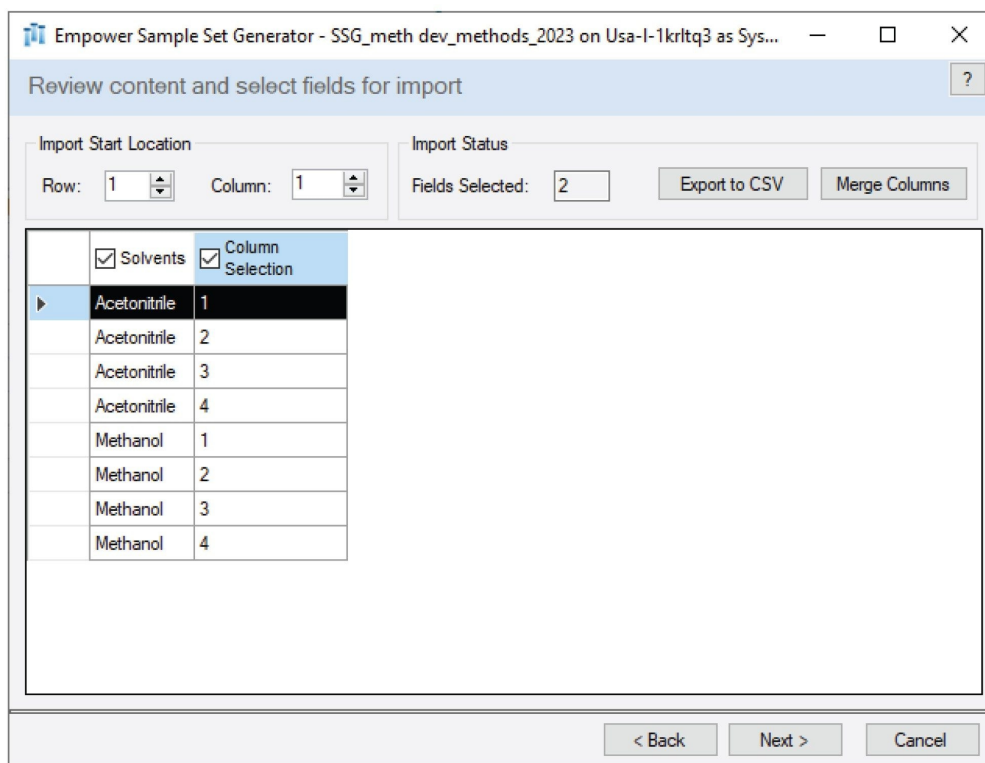 Empower Sample Set Generator - SSG_meth dev_methods_2023 on Usa-l-1krltq3 as Sys...
Review content and select fields for import
?
Import Start Location
Import Status
Row: 1 Column: 1 Fields Selected: 2 Export to CSV Merge Columns
Solvents Column
Selection
Acetonitrile 1
Acetonitrile 2
Acetonitrile 3
Acetonitrile 4
Methanol 1
Methanol 2
Methanol 3
Methanol 4
< Back Next > Cancel